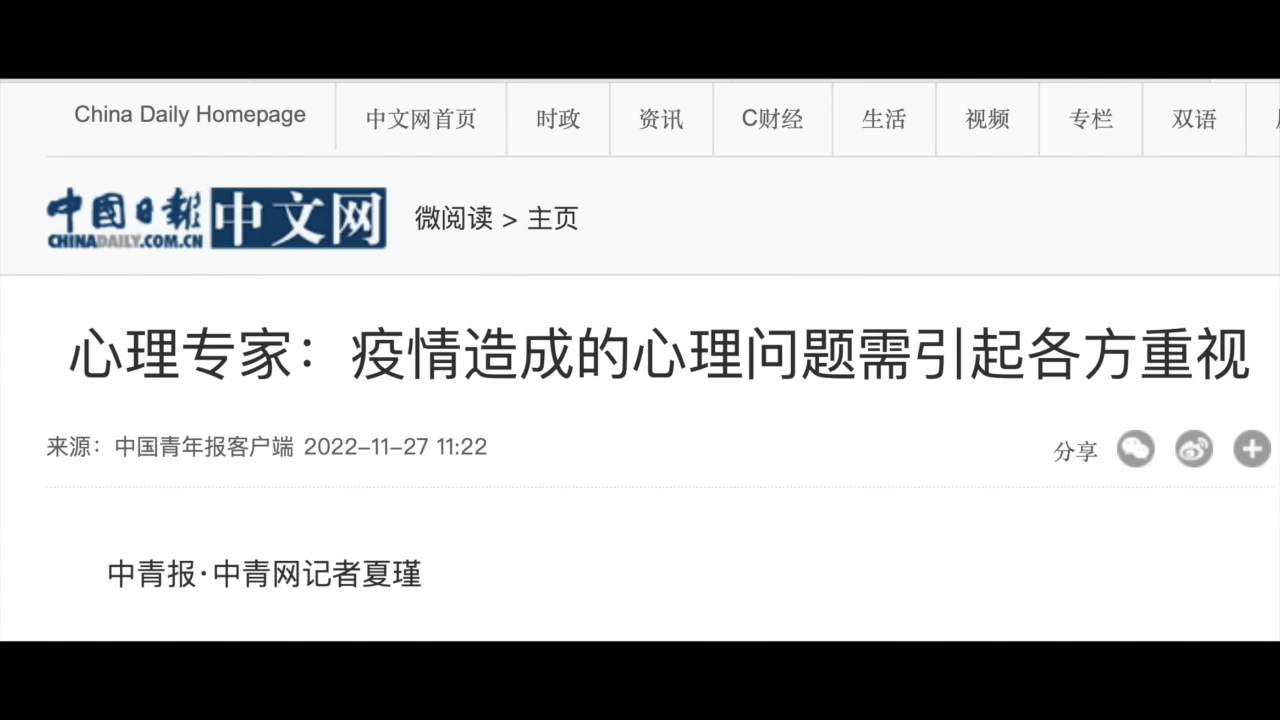 China Daily Homepage 中文网首页 时政 资讯 C财经 生活 视频 专栏 双语
中国日报 中文网 微阅读 > 主页
CHINADAILY.COM.CN
心理专家：疫情造成的心理问题需引起各方重视
来源：中国青年报客户端 2022-11-27 11:22 分享
中青报·中青网记者夏瑾